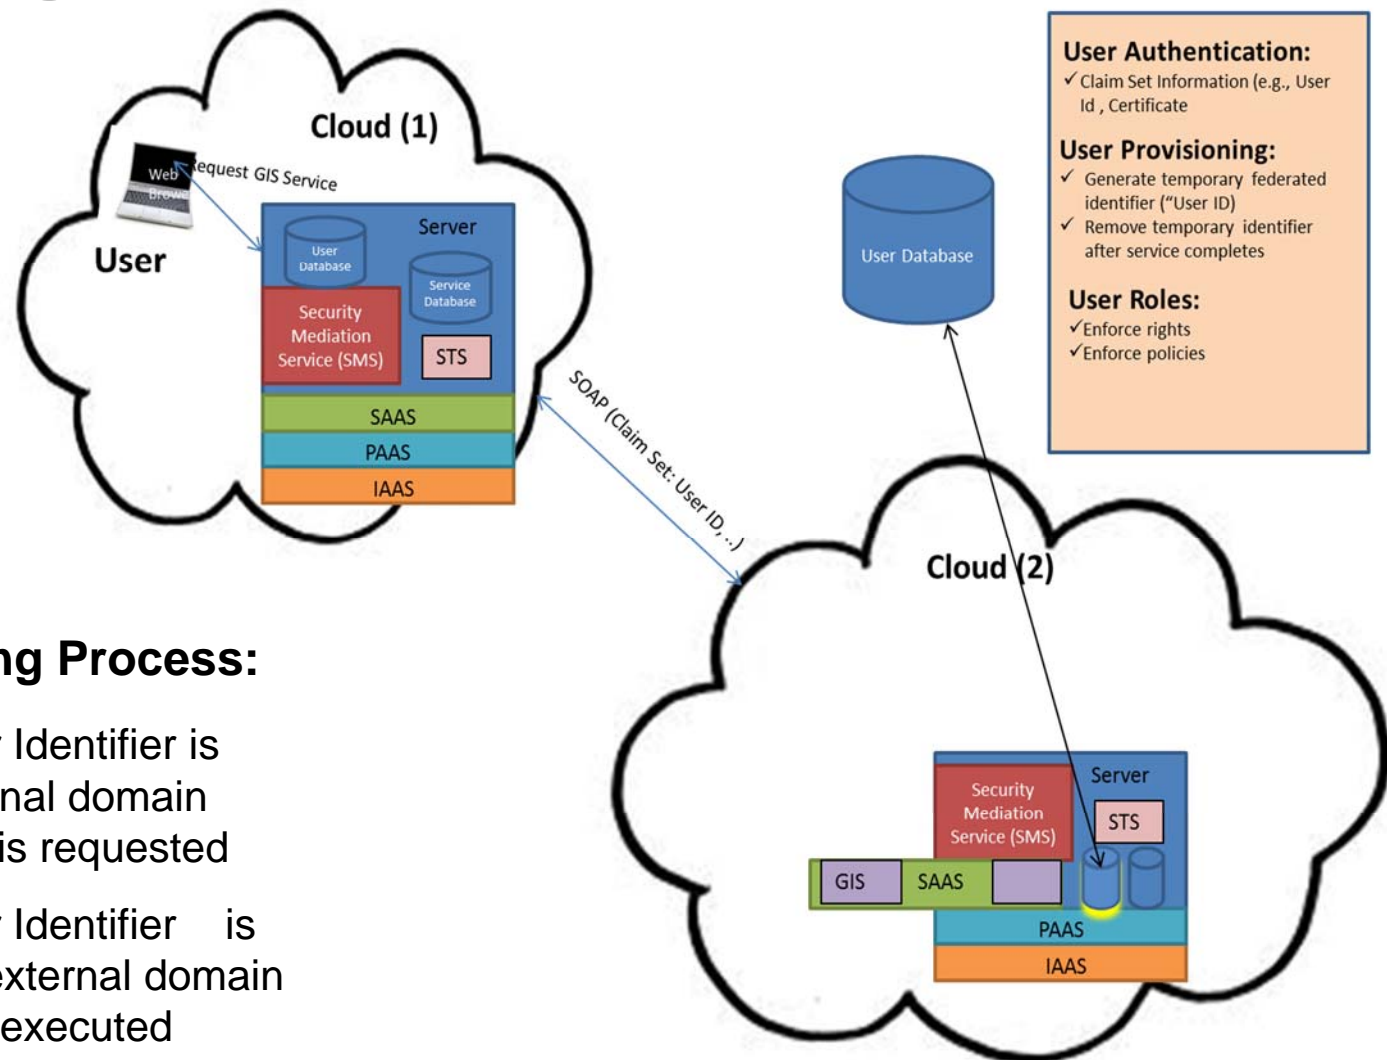 Cloud (1)
Web
Brow
Request GIS Service
User
Server
User
Database
Service
Database
Security
Mediation
Service (SMS)
STS
SAAS
PAAS
IAAS
User Database
User Authentication:
✓ Claim Set Information (e.g., User
Id , Certificate
User Provisioning:
✓ Generate temporary federated
identifier (“User ID)
✓ Remove temporary identifier
after service completes
User Roles:
✓Enforce rights
✓Enforce policies
SOAP (Claim Set: User ID, ..)
Cloud (2)
Server
Security
Mediation
Service (SMS)
STS
GIS
SAAS
PAAS
IAAS
ng Process:
Identifier is
nal domain
is requested
Identifier is
external domain
executed